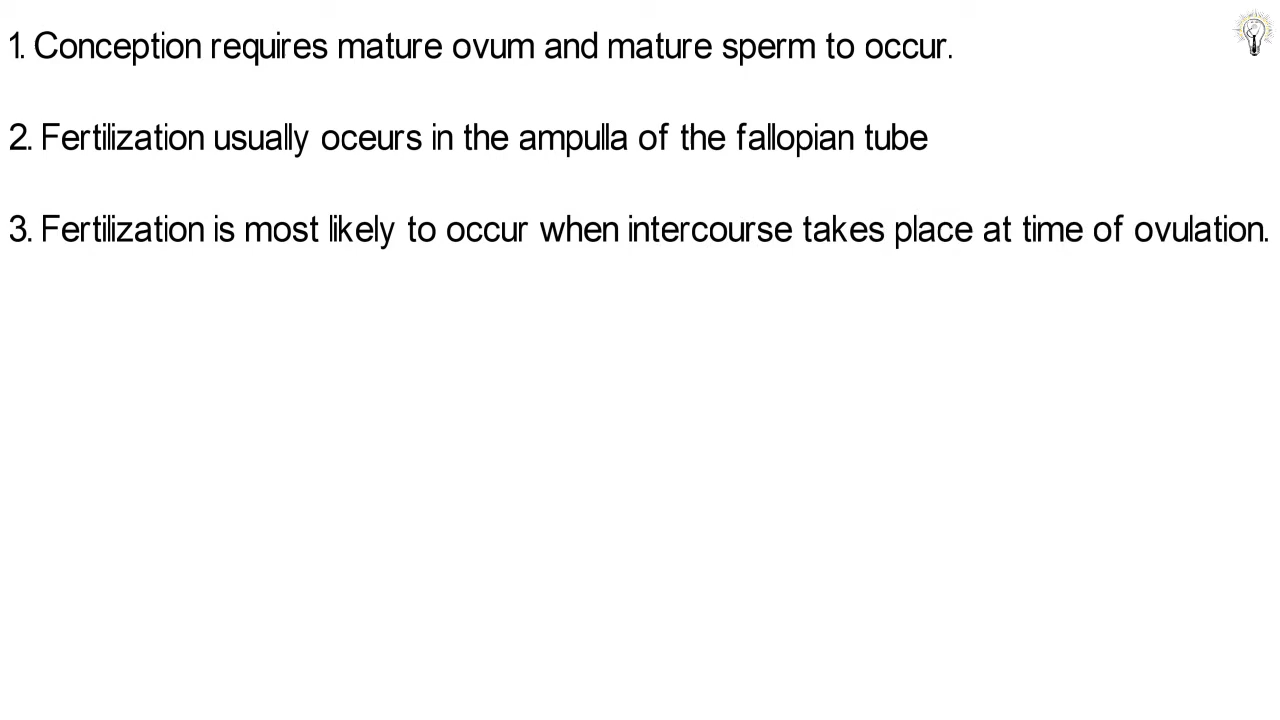 1. Conception requires mature ovum and mature sperm to occur.
2. Fertilization usually oceurs in the ampulla of the fallopian tube
3. Fertilization is most likely to occur when intercourse takes place at time of ovulation.